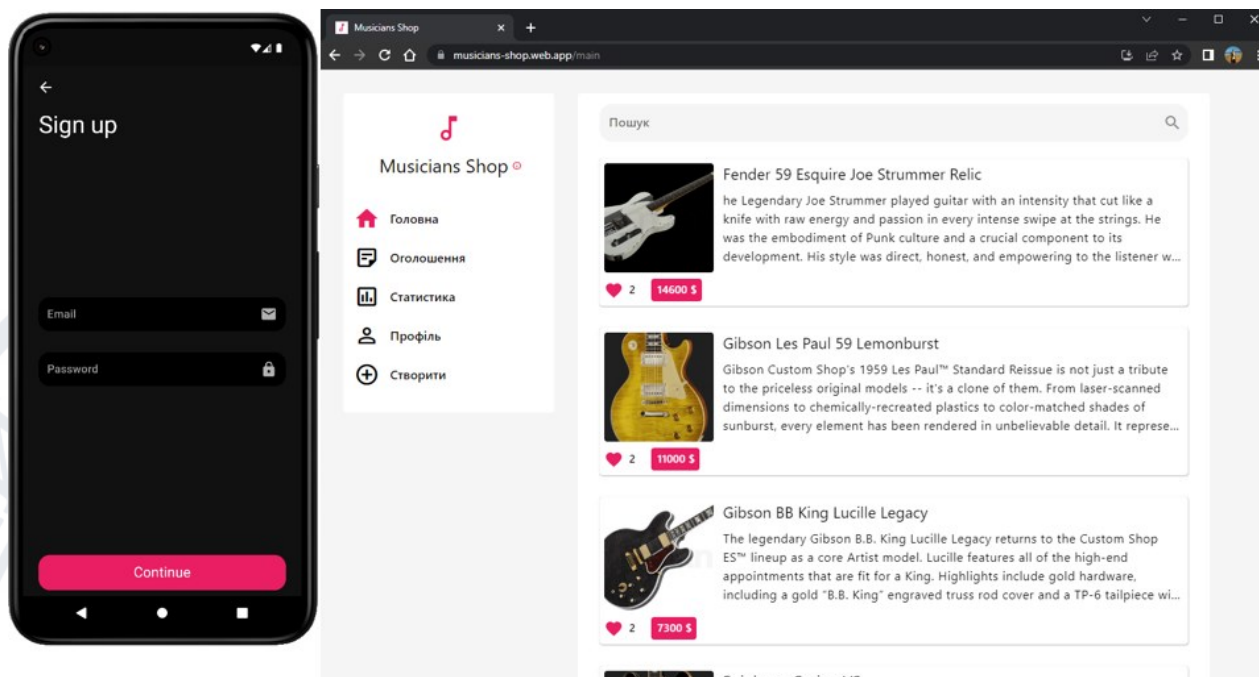 Sign up
Email
Password
Continue
Musicians Shop
musicians-shop.web.app/main
Musicians Shop
Головна
Оголошення
Статистика
Профіль
Створити
Пошук
Fender 59 Esquire Joe Strummer Relic
he Legendary Joe Strummer played guitar with an intensity that cut like a
knife with raw energy and passion in every intense swipe at the strings. He
was the embodiment of Punk culture and a crucial component to its
development. His style was direct, honest, and empowering to the listener w...
2 14600 $
Gibson Les Paul 59 Lemonburst
Gibson Custom Shop's 1959 Les Paul™ Standard Reissue is not just a tribute
to the priceless original models -- it's a clone of them. From laser-scanned
dimensions to chemically-recreated plastics to color-matched shades of
sunburst, every element has been rendered in unbelievable detail. It represe...
2 11000 $
Gibson BB King Lucille Legacy
The legendary Gibson B.B. King Lucille Legacy returns to the Custom Shop
ES™ lineup as a core Artist model. Lucille features all of the high-end
appointments that are fit for a King. Highlights include gold hardware,
including a gold "B.B. King" engraved truss rod cover and a TP-6 tailpiece wi...
2 7300 $